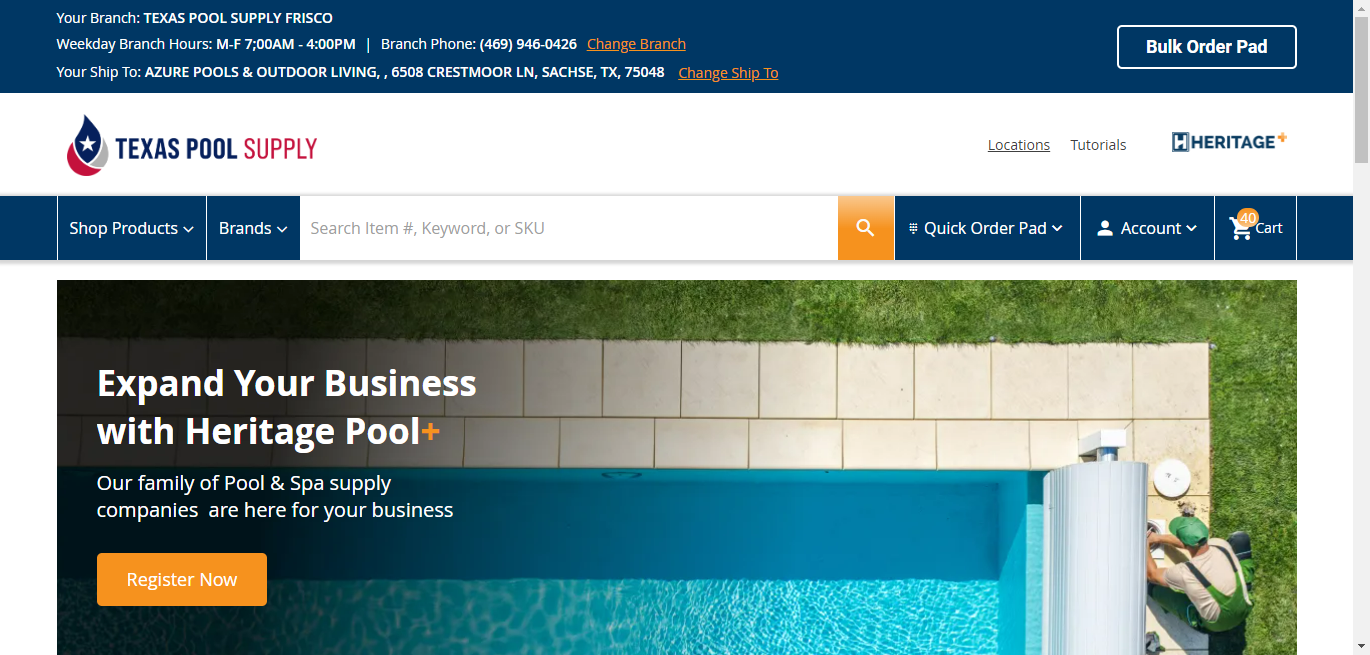 Your Branch: TEXAS POOL SUPPLY FRISCO
Weekday Branch Hours: M-F 7;00AM - 4:00PM | Branch Phone: (469) 946-0426 Change Branch
Your Ship To: AZURE POOLS & OUTDOOR LIVING, , 6508 CRESTMOOR LN, SACHSE, TX, 75048 Change Ship To
Bulk Order Pad
TEXAS POOL SUPPLY
Locations Tutorials
HERITAGE+
Shop Products Brands Search Item #, Keyword, or SKU Quick Order Pad Account 40 Cart
Expand Your Business
with Heritage Pool+
Our family of Pool & Spa supply
companies  are here for your business
Register Now